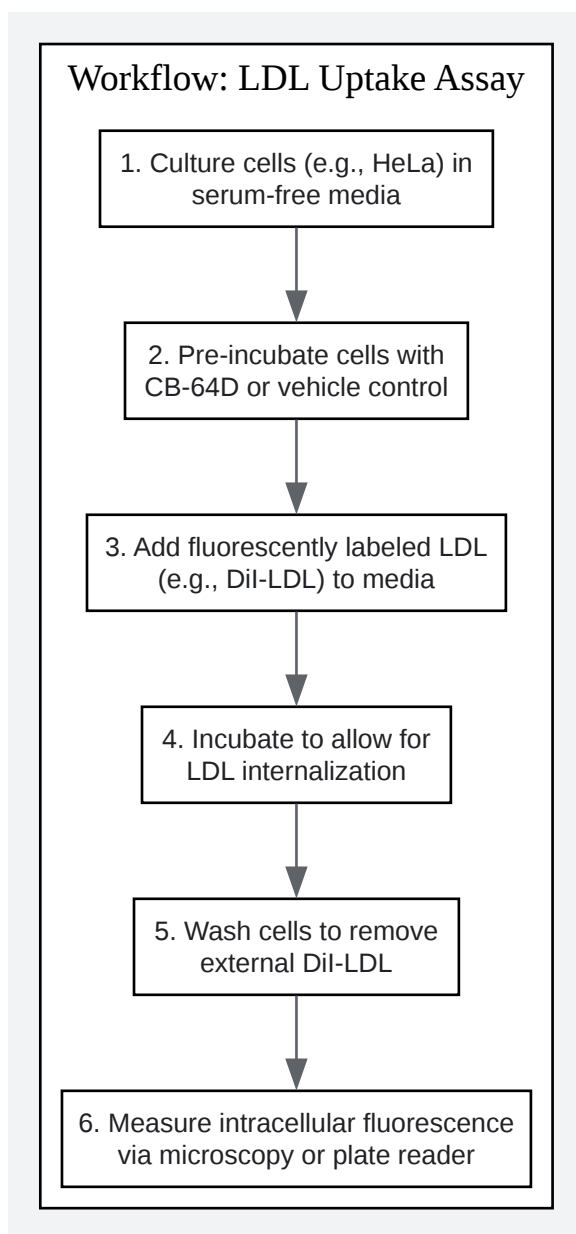 Workflow: LDL Uptake Assay
1. Culture cells (e.g., HeLa) in
serum-free media
2. Pre-incubate cells with
CB-64D or vehicle control
3. Add fluorescently labeled LDL
(e.g., DiI-LDL) to media
4. Incubate to allow for
LDL internalization
5. Wash cells to remove
external DiI-LDL
6. Measure intracellular fluorescence
via microscopy or plate reader